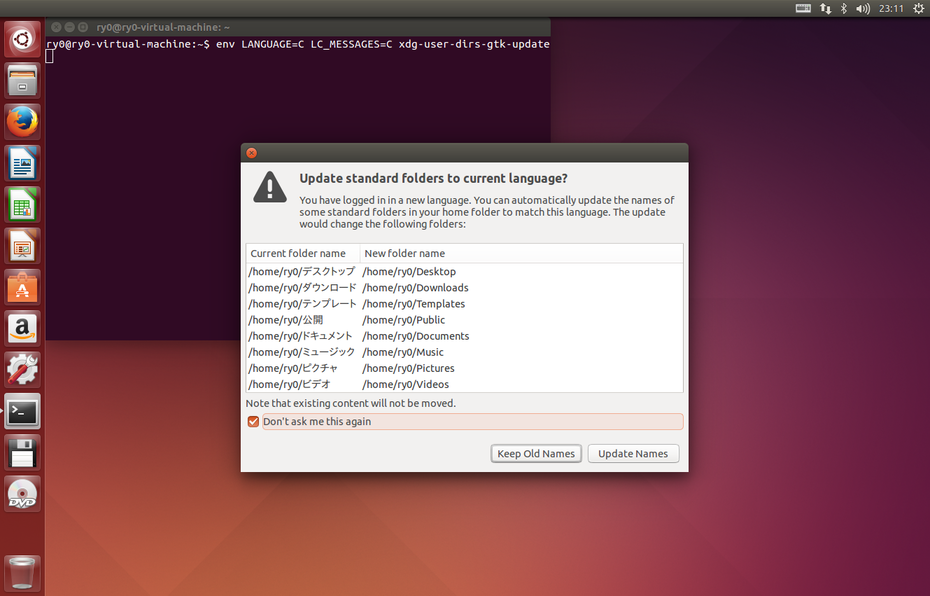 23:11
ry0@ry0-virtual-machine: ~
ry0@ry0-virtual-machine:~$ env LANGUAGE=C LC_MESSAGES=C xdg-user-dirs-gtk-update
Update standard folders to current language?
You have logged in in a new language. You can automatically update the names of
some standard folders in your home folder to match this language. The update
would change the following folders:
Current folder name New folder name
/home/ry0/デスクトップ /home/ry0/Desktop
/home/ry0/ダウンロード /home/ry0/Downloads
/home/ry0/テンプレート /home/ry0/Templates
/home/ry0/公開 /home/ry0/Public
/home/ry0/ドキュメント /home/ry0/Documents
/home/ry0/ミュージック /home/ry0/Music
/home/ry0/ピクチャ /home/ry0/Pictures
/home/ry0/ビデオ /home/ry0/Videos
Note that existing content will not be moved.
Don't ask me this again
Keep Old Names Update Names
a
DVD